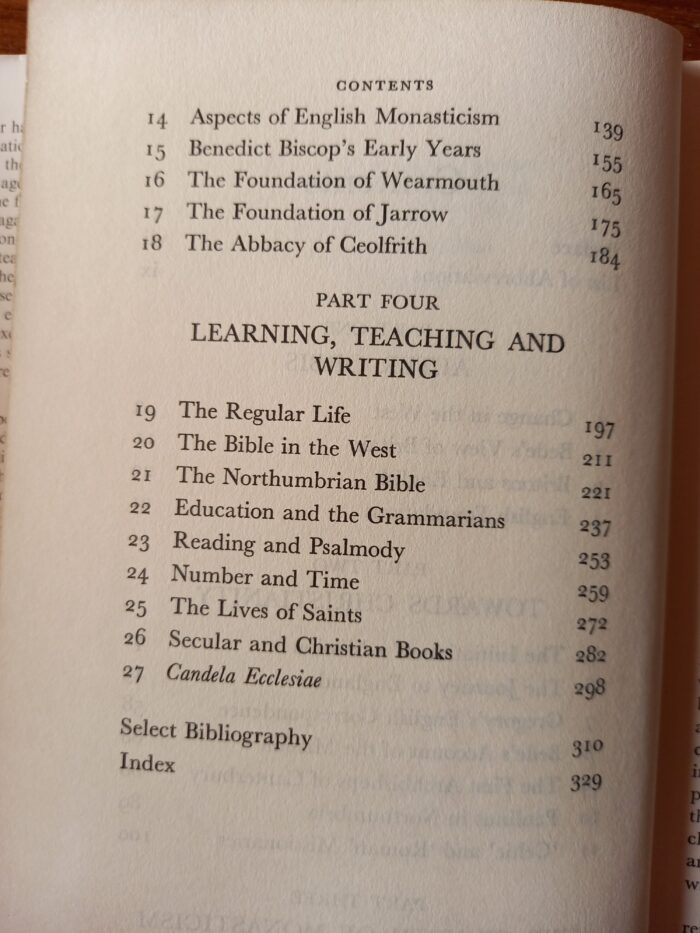 CONTENTS
14 Aspects of English Monasticism 139
15 Benedict Biscop's Early Years 155
16 The Foundation of Wearmouth 165
17 The Foundation of Jarrow 175
18 The Abbacy of Ceolfrith 184
PART FOUR
LEARNING, TEACHING AND
WRITING
19 The Regular Life 197
20 The Bible in the West 211
21 The Northumbrian Bible 221
22 Education and the Grammarians 237
23 Reading and Psalmody 253
24 Number and Time 259
25 The Lives of Saints 272
26 Secular and Christian Books 282
27 Candela Ecclesiae 298
Select Bibliography 310
Index 329